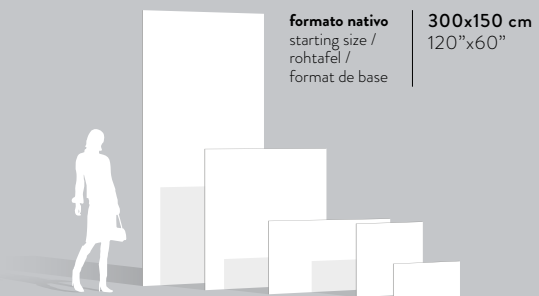 formato nativo
starting size /
rohtafel /
format de base
300x150 cm
120”x60”